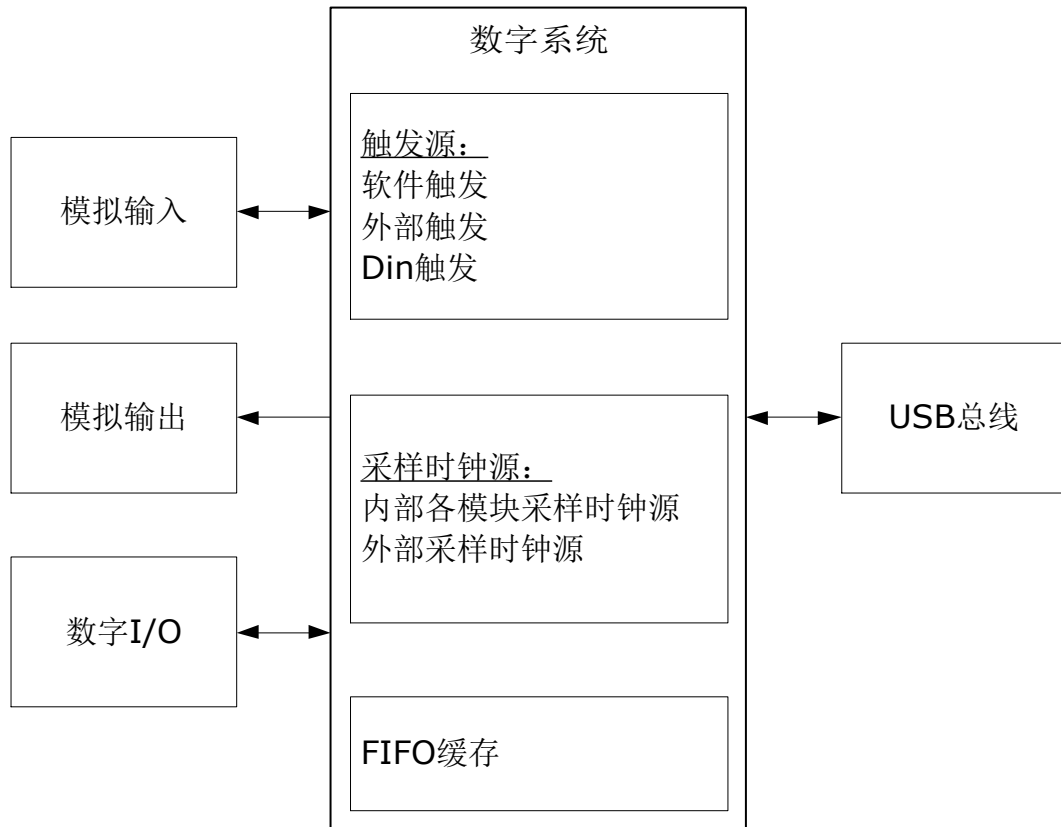 数字系统
触发源：
软件触发
外部触发
Din触发
模拟输入
模拟输出
采样时钟源：
内部各模块采样时钟源
外部采样时钟源
USB总线
数字I/O
FIFO缓存